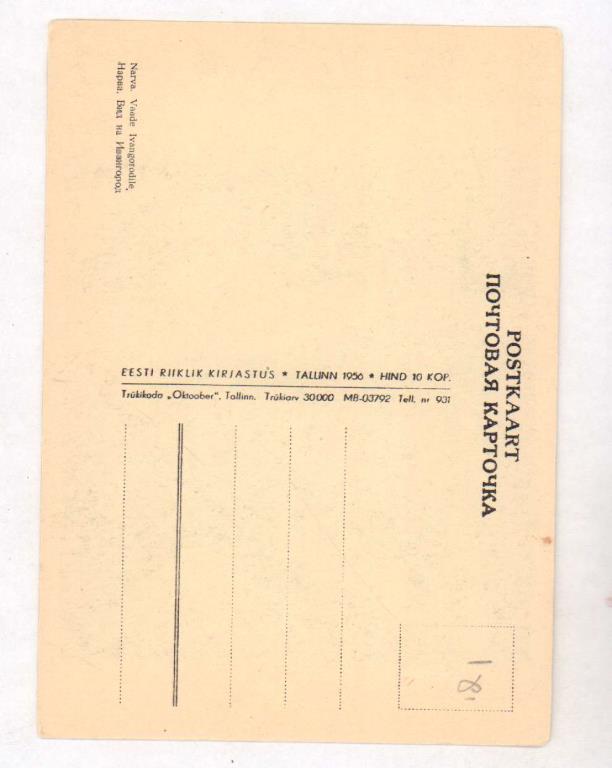 POSTKAART
ПОЧТОВАЯ КАРТОЧКА
Narva. Vaade Ivangorodile.
Нарва. Вид на Ивангород
EESTI RIIKLIK KIRJASTUS * TALLINN 1956 * HIND 10 KOP.
Trükikoda „Oktoober“, Tallinn. Trükiarv 30000 MB-03792 Tell. nr 931